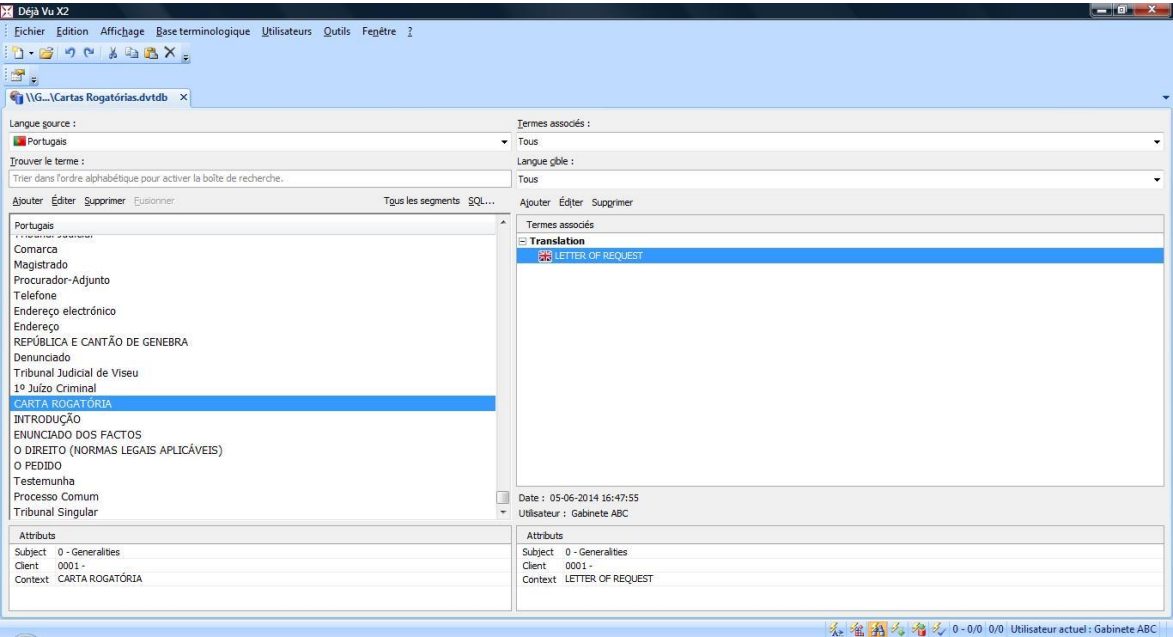 Déjà Vu X2
Fichier Edition Affichage Base terminologique Utilisateurs Outils Fenêtre ?
\\G...\Cartas Rogatórias.dvtdb ×
Langue source :
Portugais
Trouver le terme :
Trier dans l'ordre alphabétique pour activer la boîte de recherche.
Ajouter Éditer Supprimer Fusionner Tous les segments SQL...
Portugais
Tribunal Judicial
Comarca
Magistrado
Procurador-Adjunto
Telefone
Endereço electrónico
Endereço
REPÚBLICA E CANTÃO DE GENEBRA
Denunciado
Tribunal Judicial de Viseu
1º Juízo Criminal
CARTA ROGATÓRIA
INTRODUÇÃO
ENUNCIADO DOS FACTOS
O DIREITO (NORMAS LEGAIS APLICÁVEIS)
O PEDIDO
Testemunha
Processo Comum
Tribunal Singular
Attributs
Subject 0 - Generalities
Client 0001 -
Context CARTA ROGATÓRIA
Termes associés :
Tous
Langue cible :
Tous
Ajouter Éditer Supprimer
Termes associés
Translation
LETTER OF REQUEST
Date : 05-06-2014 16:47:55
Utilisateur : Gabinete ABC
Attributs
Subject 0 - Generalities
Client 0001 -
Context LETTER OF REQUEST
0 - 0/0 0/0 Utilisateur actuel : Gabinete ABC